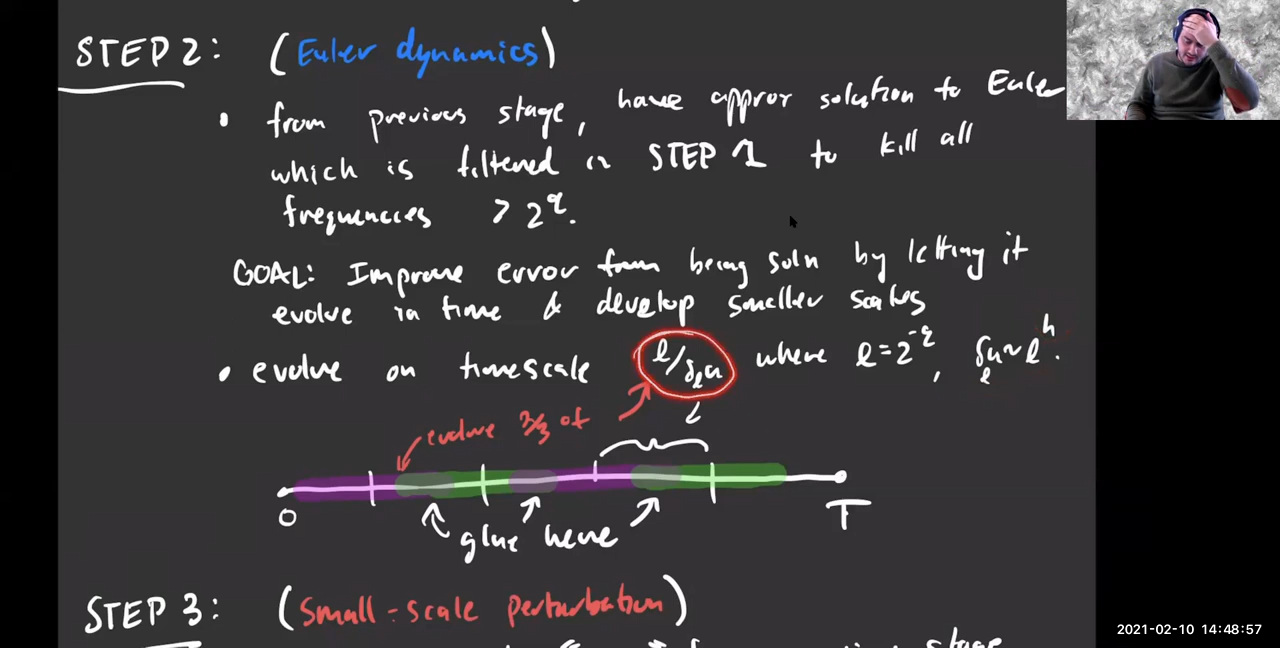 STEP 2: (Euler dynamics)
• from previous stage, have approx solution to Euler
which is filtered in STEP 1 to kill all
frequencies > 2^q.
GOAL: Improve error from being soln by letting it
evolve in time & develop smaller scales
• evolve on timescale ℓ/δ_ℓu where ℓ=2^-q, δ_ℓu~ℓ^h.
evolve 2/3 of
0
glue here
T
STEP 3: (Small-scale perturbation)
stage
2021-02-10 14:48:57